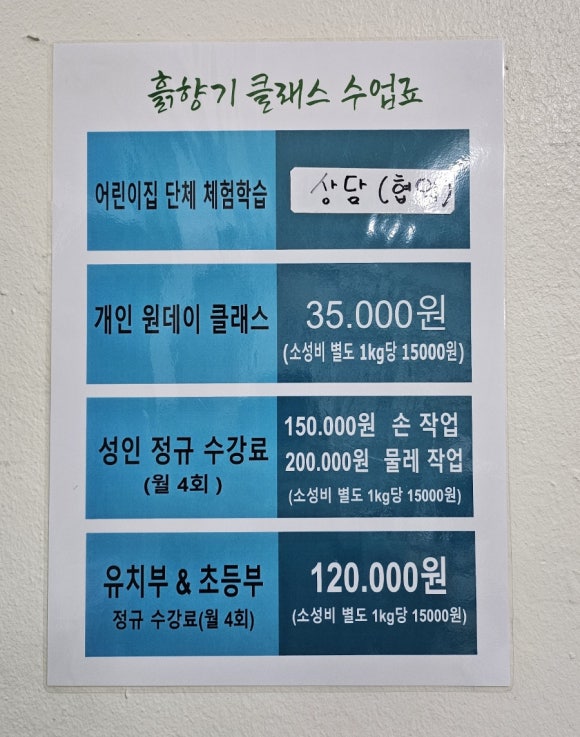 흙향기 클래스 수업료
어린이집 단체 체험학습
상담 (협의)
개인 원데이 클래스
35.000원
(소성비 별도 1kg당 15000원)
성인 정규 수강료
(월 4회 )
150.000원 손 작업
200.000원 물레 작업
(소성비 별도 1kg당 15000원)
유치부 & 초등부
정규 수강료(월 4회)
120.000원
(소성비 별도 1kg당 15000원)